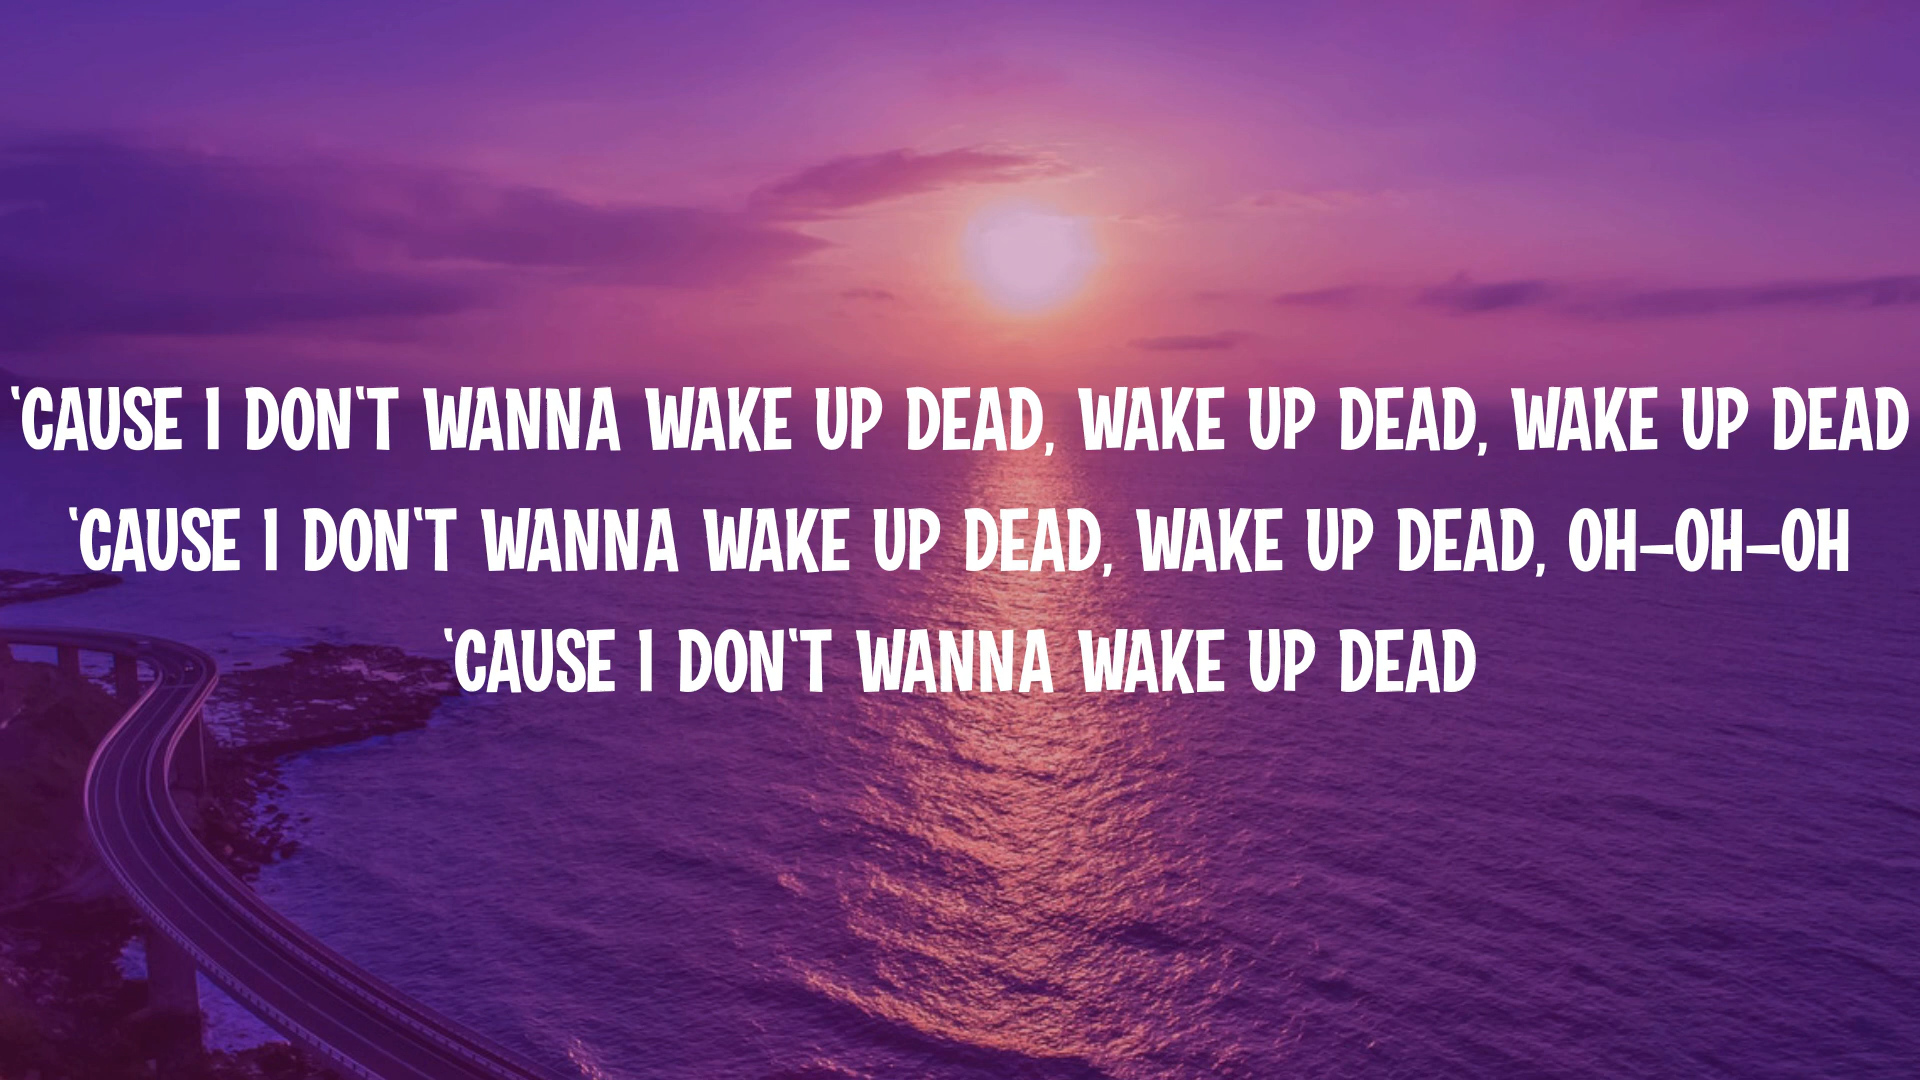 ‘CAUSE I DON‘T WANNA WAKE UP DEAD, WAKE UP DEAD, WAKE UP DEAD
‘CAUSE I DON‘T WANNA WAKE UP DEAD, WAKE UP DEAD, OH-OH-OH
‘CAUSE I DON‘T WANNA WAKE UP DEAD